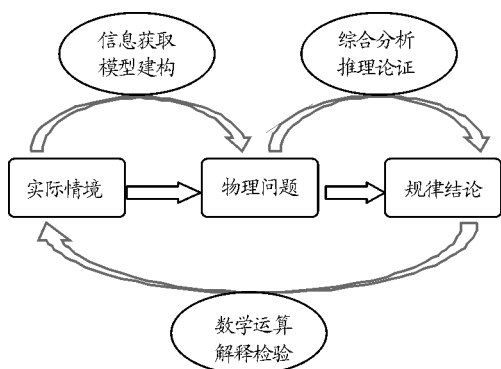 信息获取
模型建构
综合分析
推理论证
实际情境
物理问题
规律结论
数学运算
解释检验